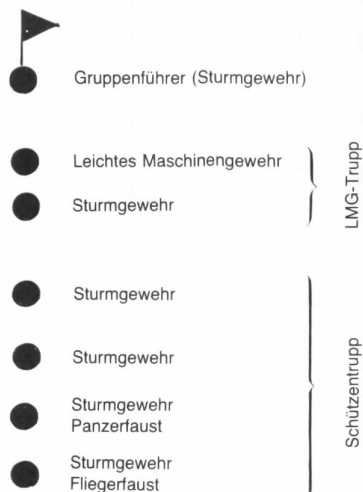 Gruppenführer (Sturmgewehr)
Leichtes Maschinengewehr
Sturmgewehr
LMG-Trupp
Sturmgewehr
Sturmgewehr
Sturmgewehr
Panzerfaust
Sturmgewehr
Fliegerfaust
Schützentrupp